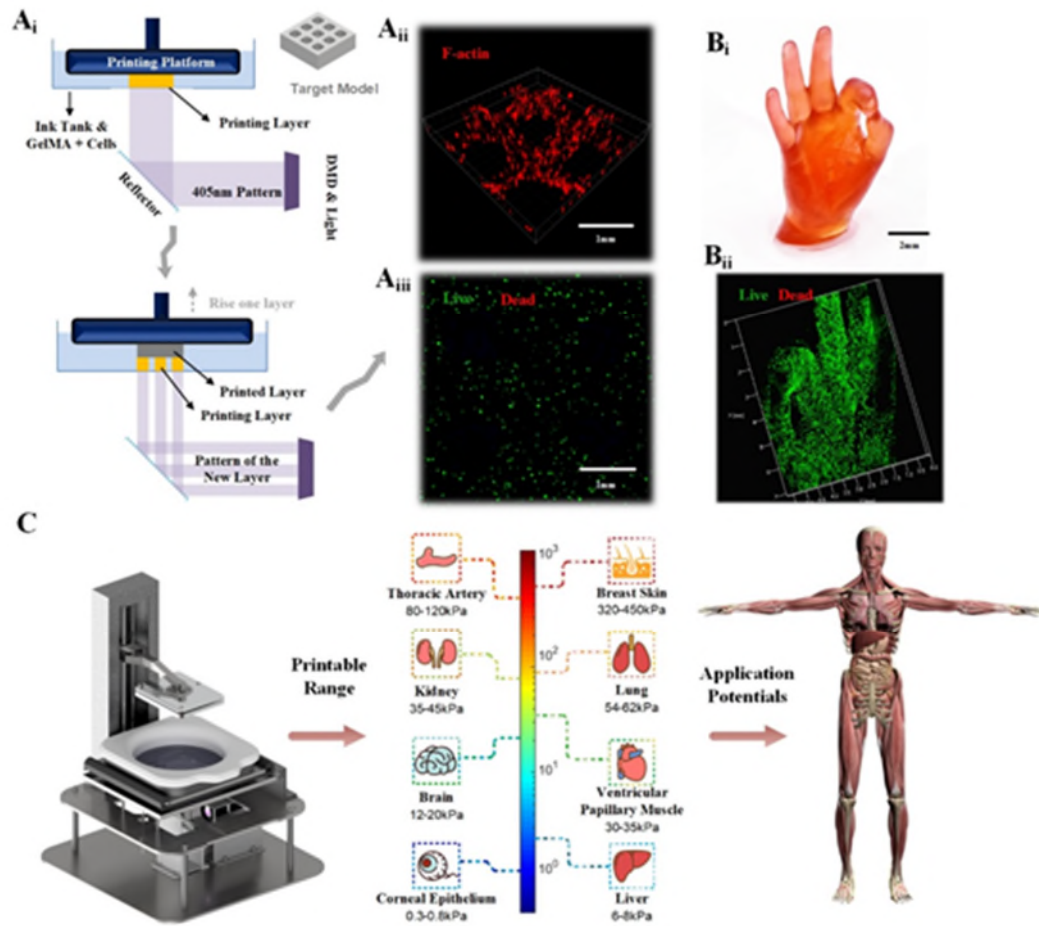 Ai
Printing Platform
Target Model
Ink Tank &
GelMA + Cells
Printing Layer
Reflector
405nm Pattern
DMD & Light
Rise one layer
Printed Layer
Printing Layer
Pattern of the
New Layer
Aii
F-actin
1mm
Aiii
Live Dead
1mm
Bi
2mm
Bii
Live Dead
C
Printable
Range
Thoracic Artery
80-120kPa
Kidney
35-45kPa
Brain
12-20kPa
Corneal Epithelium
0.3-0.8kPa
10³
10²
10¹
10⁰
Breast Skin
320-450kPa
Lung
54-62kPa
Ventricular
Papillary Muscle
30-35kPa
Liver
6-8kPa
Application
Potentials